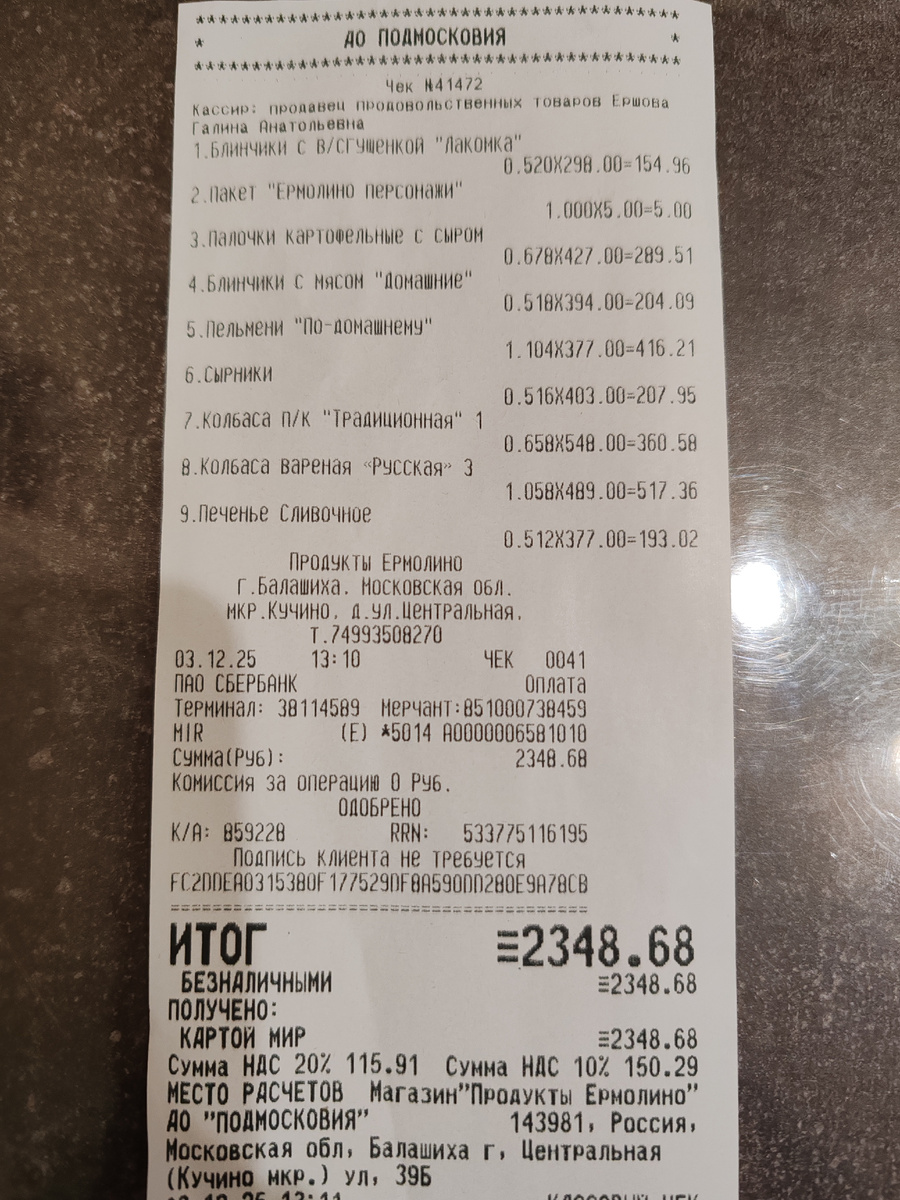 ************************************************
* ДО ПОДМОСКОВИЯ *
************************************************
Чек N41472
Кассир: продавец продовольственных товаров Ершова
Галина Анатольевна
1.Блинчики с в/сгушенкой "Лакомка"
0.520X298.00=154.96
2.Пакет "Ермолино персонажи"
1.000X5.00=5.00
3.Палочки картофельные с сыром
0.678X427.00=289.51
4.Блинчики с мясом "Домашние"
0.518X394.00=204.09
5.Пельмени "По-домашнему"
1.104X377.00=416.21
6.Сырники
0.516X403.00=207.95
7.Колбаса п/к "Традиционная" 1
0.658X548.00=360.58
8.Колбаса вареная «Русская» 3
1.058X489.00=517.36
9.Печенье Сливочное
0.512X377.00=193.02
Продукты Ермолино
г.Балашиха. Московская обл.
мкр.Кучино, д.ул.Центральная,
т.74993508270
03.12.25 13:10 ЧЕК 0041
ПАО СБЕРБАНК Оплата
Терминал: 38114589 Мерчант:851000738459
MIR (E) *5014 A0000006581010
Сумма(Руб): 2348.68
Комиссия за операцию 0 Руб.
ОДОБРЕНО
К/А: 859228 RRN: 533775116195
Подпись клиента не требуется
FC2DDEA0315380F177529DF8A590DD280E9A78CB
========================================
ИТОГ ≡2348.68
БЕЗНАЛИЧНЫМИ ≡2348.68
ПОЛУЧЕНО:
КАРТОЙ МИР ≡2348.68
Сумма НДС 20% 115.91 Сумма НДС 10% 150.29
МЕСТО РАСЧЕТОВ Магазин"Продукты Ермолино"
ДО "ПОДМОСКОВИЯ" 143981, Россия,
Московская обл, Балашиха г, Центральная
(Кучино мкр.) ул, 39Б